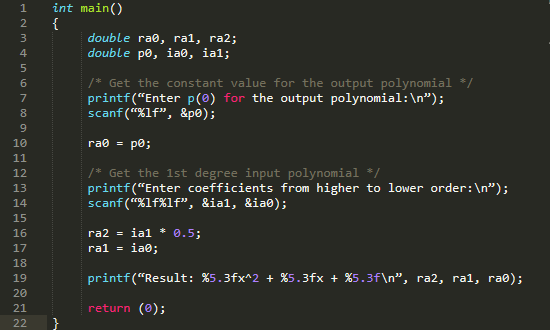 1 int main()
2 {
3 double ra0, ra1, ra2;
4 double p0, ia0, ia1;
5
6 /* Get the constant value for the output polynomial */
7 printf(“Enter p(0) for the output polynomial:\n”);
8 scanf(“%lf”, &p0);
9
10 ra0 = p0;
11
12 /* Get the 1st degree input polynomial */
13 printf(“Enter coefficients from higher to lower order:\n”);
14 scanf(“%lf%lf”, &ia1, &ia0);
15
16 ra2 = ia1 * 0.5;
17 ra1 = ia0;
18
19 printf(“Result: %5.3fx^2 + %5.3fx + %5.3f\n”, ra2, ra1, ra0);
20
21 return (0);
22 }